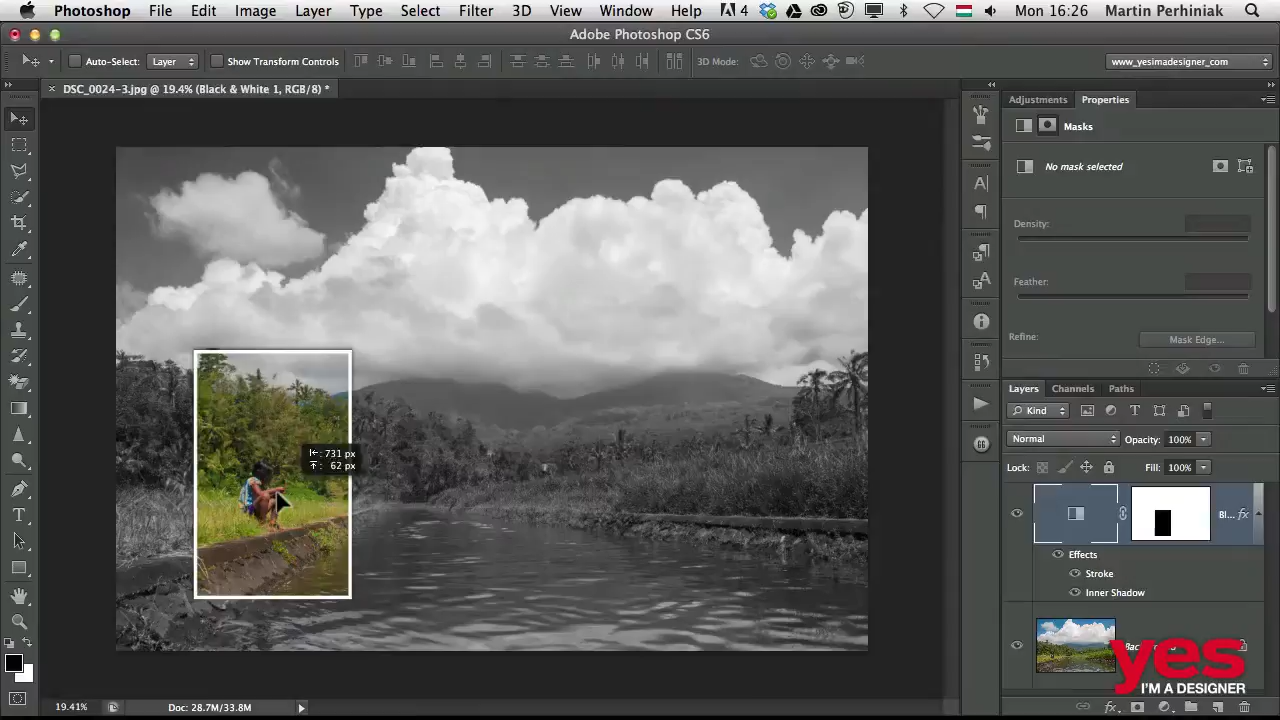 Photoshop File Edit Image Layer Type Select Filter 3D View Window Help 4 Mon 16:26 Martin Perhiniak
Adobe Photoshop CS6
Auto-Select: Layer Show Transform Controls 3D Mode: www_yesimadesigner_com
× DSC_0024-3.jpg @ 19.4% (Black & White 1, RGB/8) *
Adjustments Properties
Masks
No mask selected
Density:
Feather:
Refine: Mask Edge...
Layers Channels Paths
Kind
Normal Opacity: 100%
Lock: Fill: 100%
: 731 px
: 62 px
Bl... fx
Effects
Stroke
Inner Shadow
yes
I'M A DESIGNER
19.41% Doc: 28.7M/33.8M